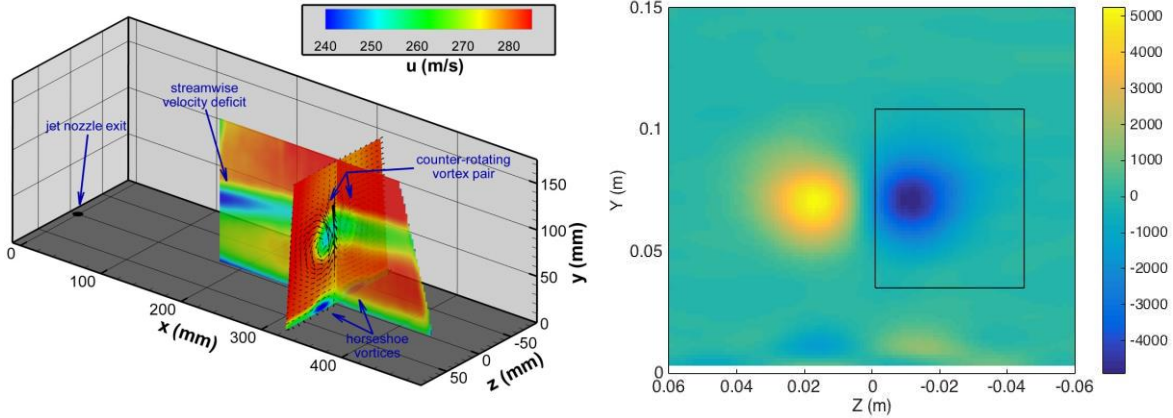 240 250 260 270 280
u (m/s)
streamwise
velocity deficit
jet nozzle exit
counter-rotating
vortex pair
150
100
50
0
y (mm)
0
100
200
300
400
x (mm)
horseshoe
vortices
50
0
-50
z (mm)
0.15
0.1
0.05
0
Y (m)
0.06 0.04 0.02 0 -0.02 -0.04 -0.06
Z (m)
5000
4000
3000
2000
1000
0
-1000
-2000
-3000
-4000